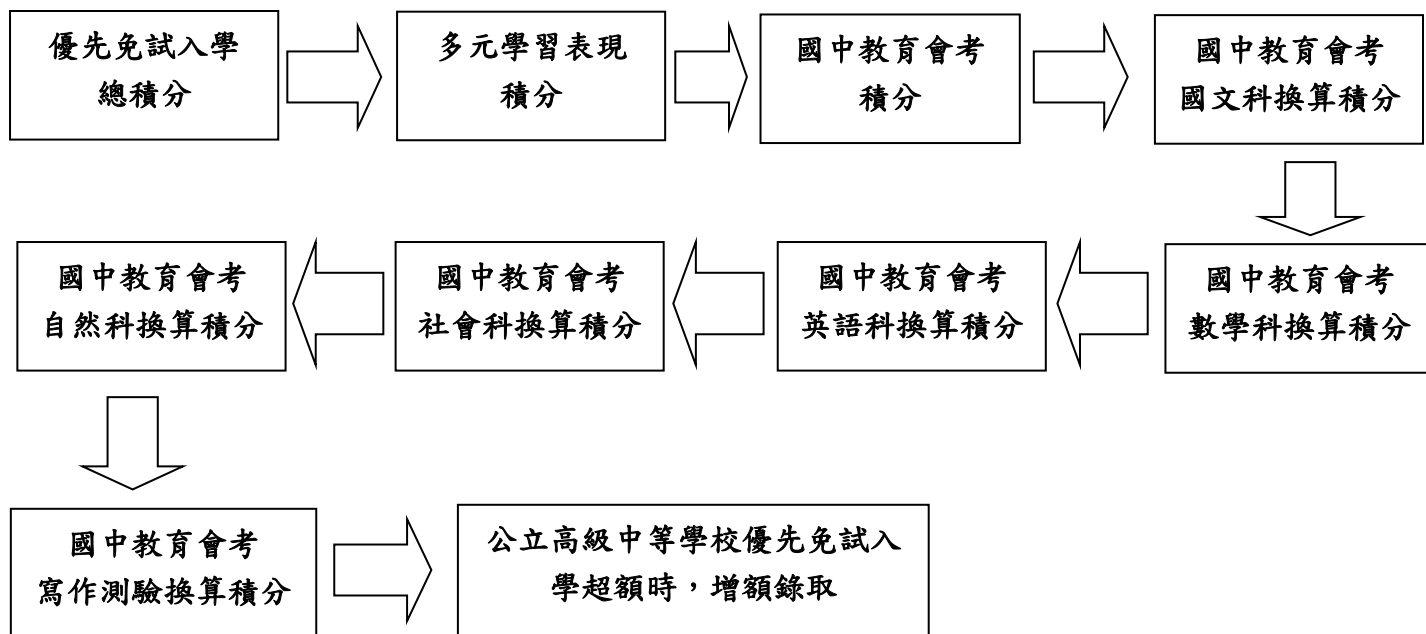 優先免試入學
總積分
多元學習表現
積分
國中教育會考
積分
國中教育會考
國文科換算積分
國中教育會考
數學科換算積分
國中教育會考
英語科換算積分
國中教育會考
社會科換算積分
國中教育會考
自然科換算積分
國中教育會考
寫作測驗換算積分
公立高級中等學校優先免試入
學超額時，增額錄取